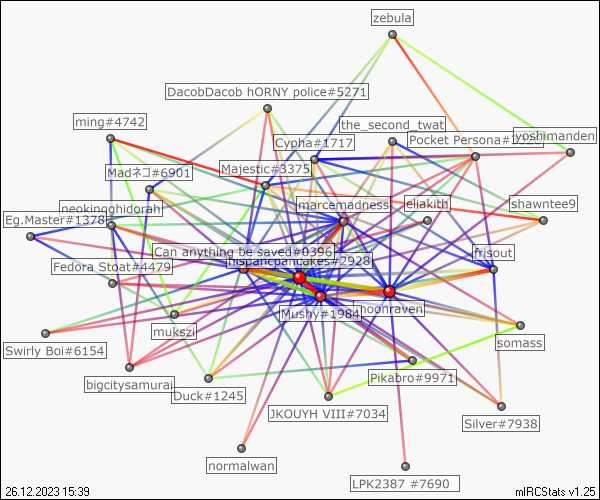 zebula
DacobDacob hORNY police#5271
ming#4742
the_second_twat
Cypha#1717
Pocket Persona#
yoshimanden
Madネコ#6901
Majestic#3375
neokinghidorah
marcemadness
eliakith
shawntee9
Eg.Master#1378
Can anything be saved#0396
frisout
Fedora Stoat#4479
#2928
Mushy#1984
moonraven
mukszi
somass
Swirly Boi#6154
bigcitysamurai
Pikabro#9971
Duck#1245
JKOUYH VIII#7034
Silver#7938
normalwan
LPK2387 #7690
26.12.2023 15:39
mIRCStats v1.25